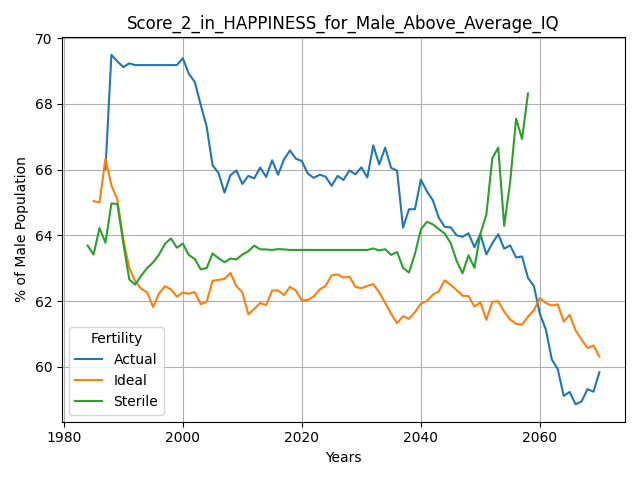 Score_2_in_HAPPINESS_for_Male_Above_Average_IQ
70
68
66
64
62
60
% of Male Population
Fertility
Actual
Ideal
Sterile
1980 2000 2020 2040 2060
Years